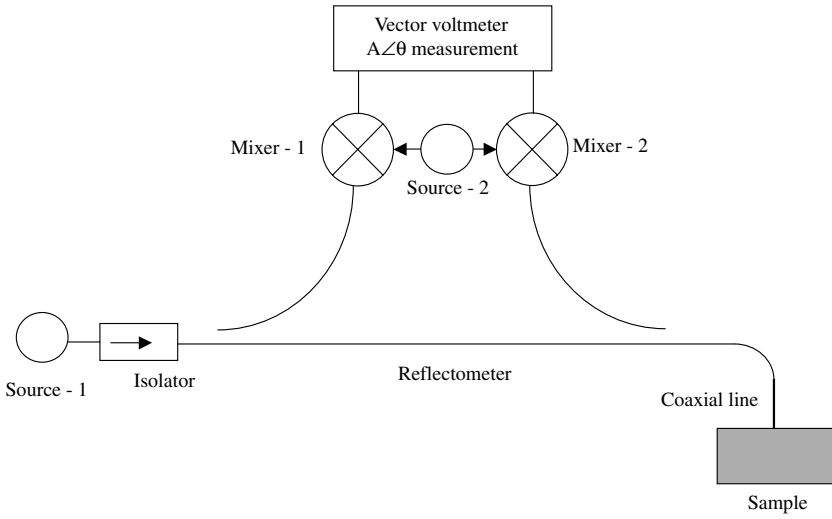 Vector voltmeter
A∠θ measurement
Mixer - 1
Mixer - 2
Source - 2
Source - 1
Isolator
Reflectometer
Coaxial line
Sample